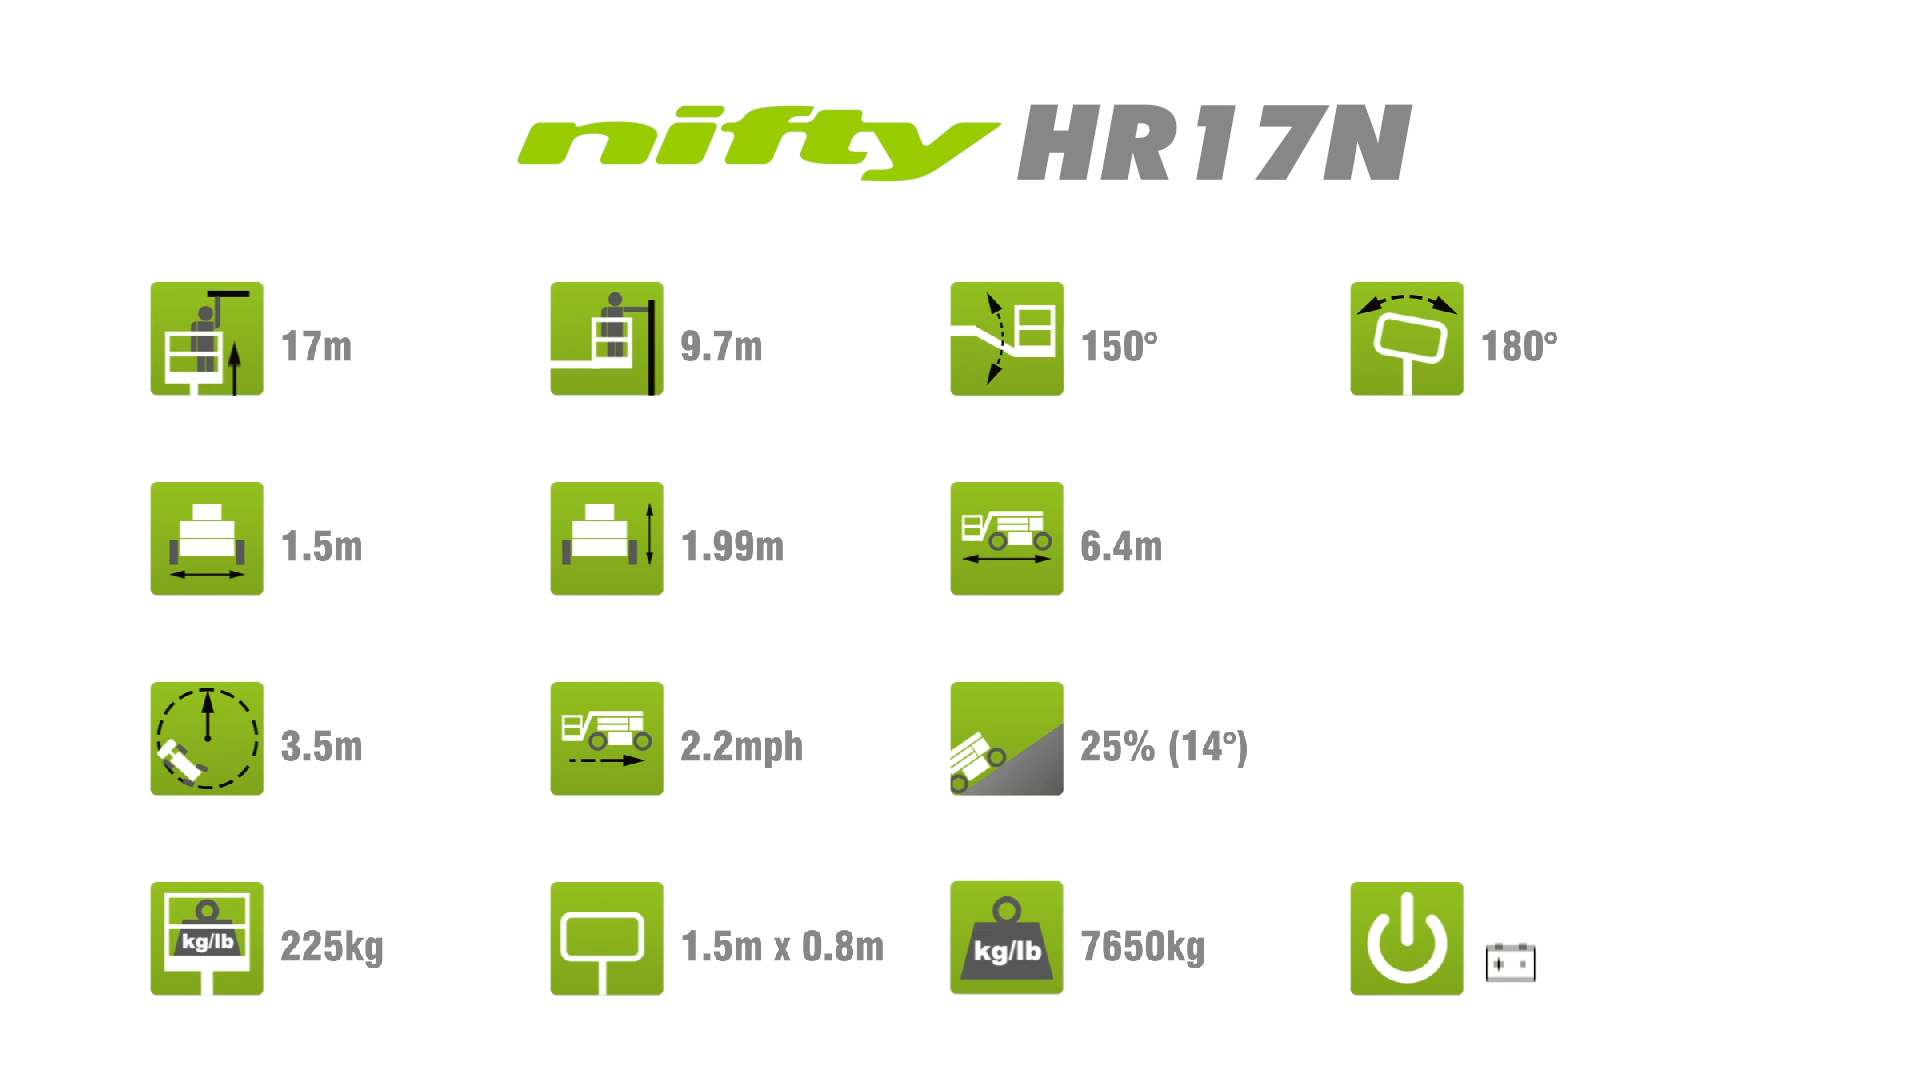 nifty HR17N
17m
9.7m
150°
180°
1.5m
1.99m
6.4m
3.5m
2.2mph
25% (14°)
kg/lb
225kg
1.5m x 0.8m
kg/lb
7650kg